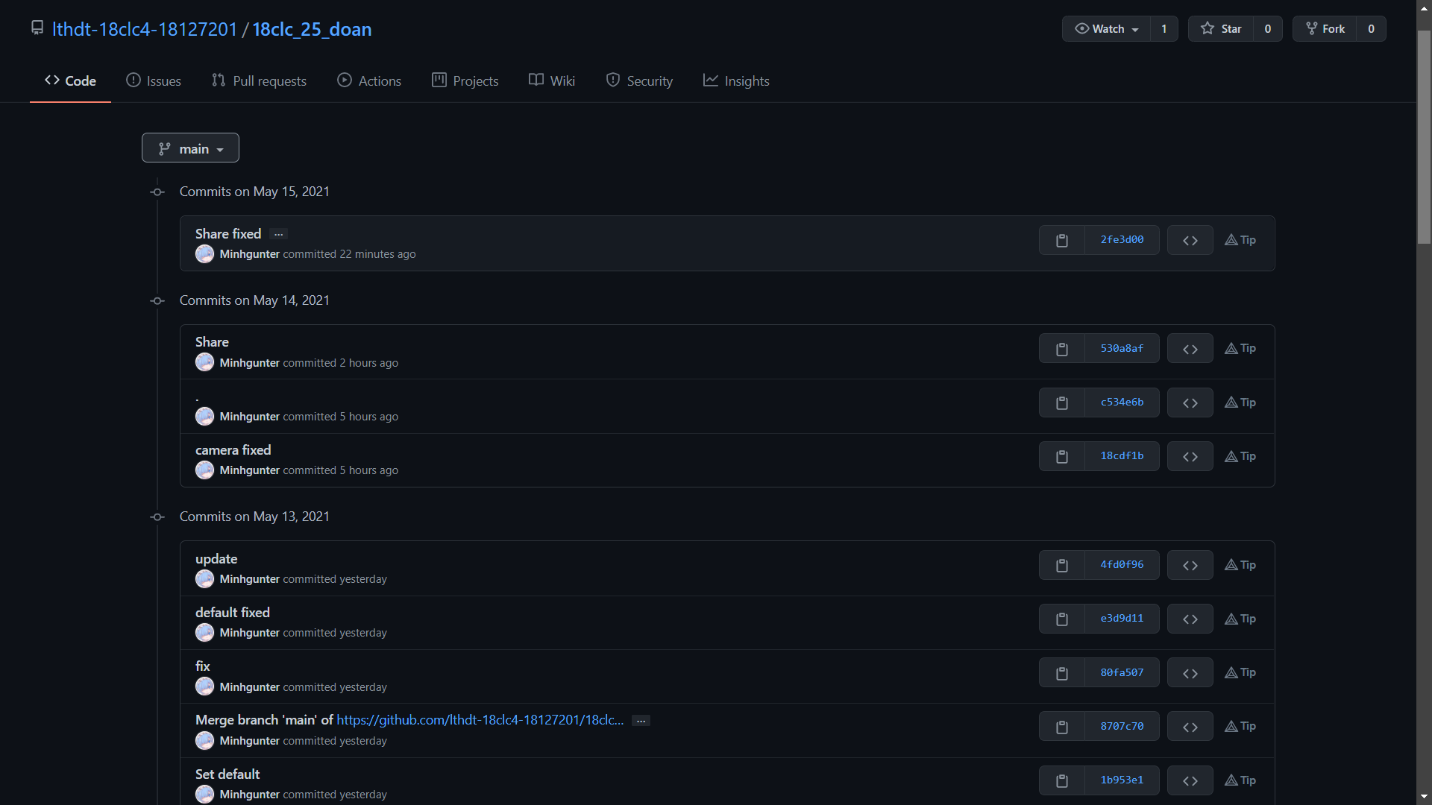 lthdt-18clc4-18127201 / 18clc_25_doan
Watch 1 Star 0 Fork 0
Code Issues Pull requests Actions Projects Wiki Security Insights
main
Commits on May 15, 2021
Share fixed ...
2fe3d00 Tip
Minhgunter committed 22 minutes ago
Commits on May 14, 2021
Share
530a8af Tip
Minhgunter committed 2 hours ago
.
c534e6b Tip
Minhgunter committed 5 hours ago
camera fixed
18cdf1b Tip
Minhgunter committed 5 hours ago
Commits on May 13, 2021
update
4fd0f96 Tip
Minhgunter committed yesterday
default fixed
e3d9d11 Tip
Minhgunter committed yesterday
fix
80fa507 Tip
Minhgunter committed yesterday
Merge branch 'main' of https://github.com/lthdt-18clc4-18127201/18clc... ...
8707c70 Tip
Minhgunter committed yesterday
Set default
1b953e1 Tip
Minhgunter committed yesterday